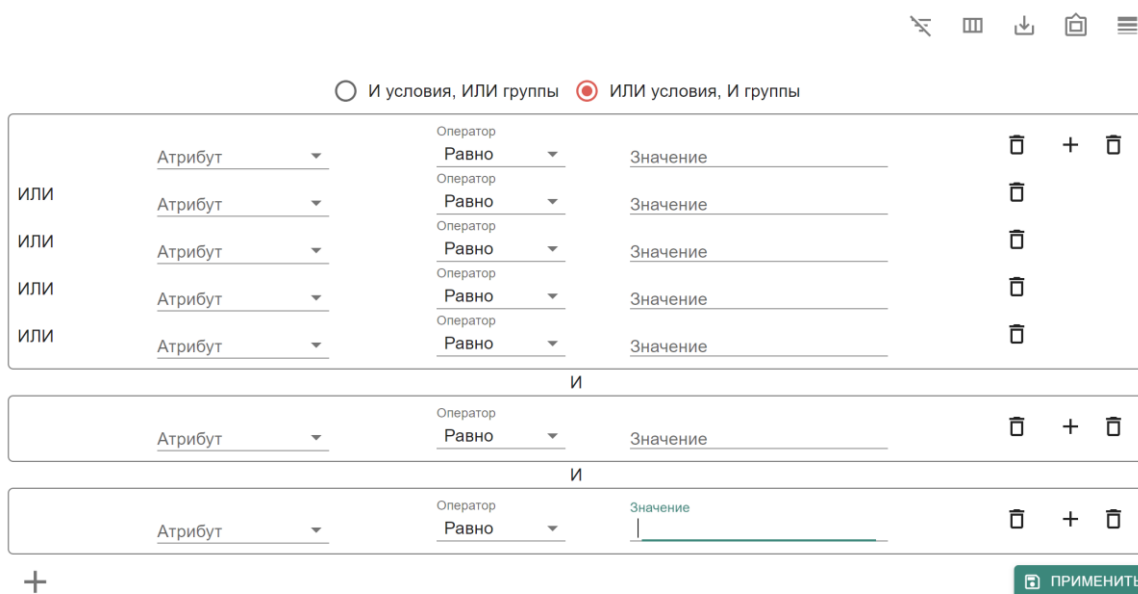 И условия, ИЛИ группы ИЛИ условия, И группы
Оператор
Атрибут Равно Значение
Оператор
ИЛИ Атрибут Равно Значение
Оператор
ИЛИ Атрибут Равно Значение
Оператор
ИЛИ Атрибут Равно Значение
Оператор
ИЛИ Атрибут Равно Значение
И
Оператор
Атрибут Равно Значение
И
Оператор Значение
Атрибут Равно
ПРИМЕНИТЬ